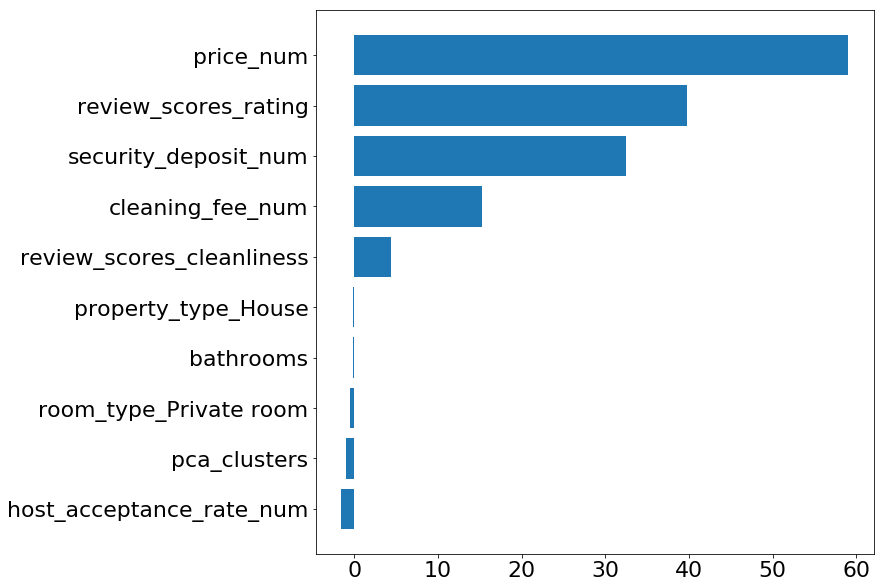 price_num
review_scores_rating
security_deposit_num
cleaning_fee_num
review_scores_cleanliness
property_type_House
bathrooms
room_type_Private room
pca_clusters
host_acceptance_rate_num
0 10 20 30 40 50 60